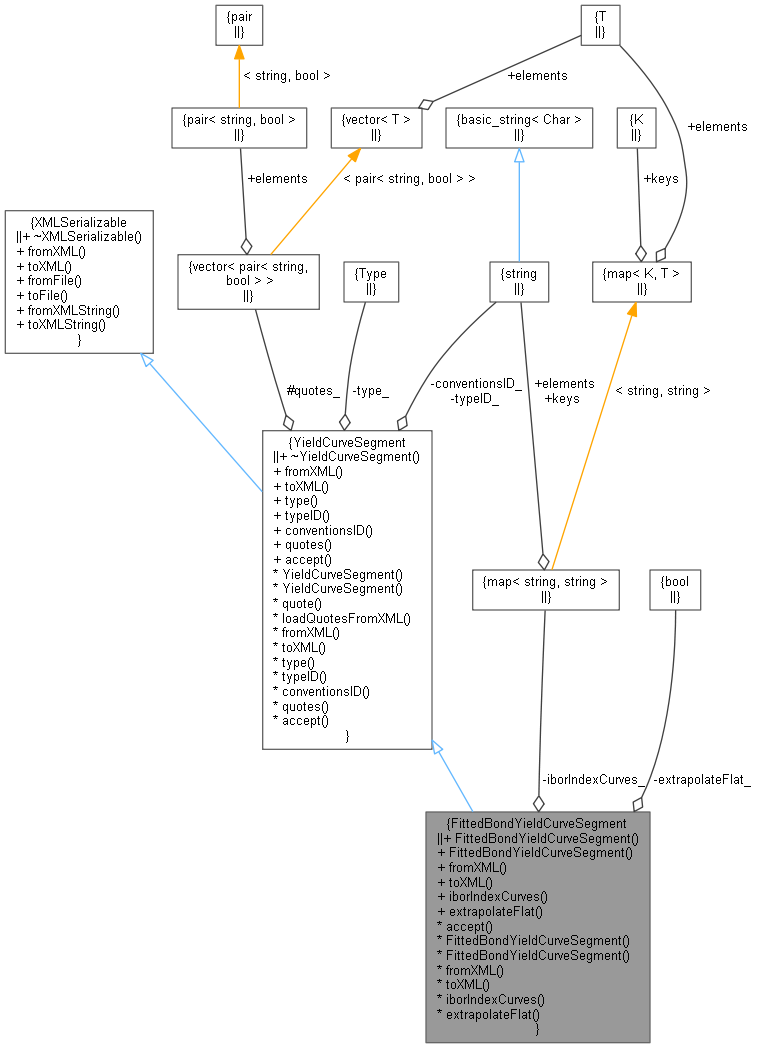 {pair
||}
{T
||}
< string, bool >
+elements
{pair< string, bool >
||}
{vector< T >
||}
{basic_string< Char >
||}
{K
||}
+elements
+elements
< pair< string, bool > >
+keys
{XMLSerializable
||+ ~XMLSerializable()
+ fromXML()
+ toXML()
+ fromFile()
+ toFile()
+ fromXMLString()
+ toXMLString()
}
{vector< pair< string,
bool > >
||}
{Type
||}
{string
||}
{map< K, T >
||}
#quotes_
-type_
-conventionsID_
-typeID_
+elements
+keys
< string, string >
{YieldCurveSegment
||+ ~YieldCurveSegment()
+ fromXML()
+ toXML()
+ type()
+ typeID()
+ conventionsID()
+ quotes()
+ accept()
* YieldCurveSegment()
* YieldCurveSegment()
* quote()
* loadQuotesFromXML()
* fromXML()
* toXML()
* type()
* typeID()
* conventionsID()
* quotes()
* accept()
}
{map< string, string >
||}
{bool
||}
-iborIndexCurves_
-extrapolateFlat_
{FittedBondYieldCurveSegment
||+ FittedBondYieldCurveSegment()
+ FittedBondYieldCurveSegment()
+ fromXML()
+ toXML()
+ iborIndexCurves()
+ extrapolateFlat()
* accept()
* FittedBondYieldCurveSegment()
* FittedBondYieldCurveSegment()
* fromXML()
* toXML()
* iborIndexCurves()
* extrapolateFlat()
}